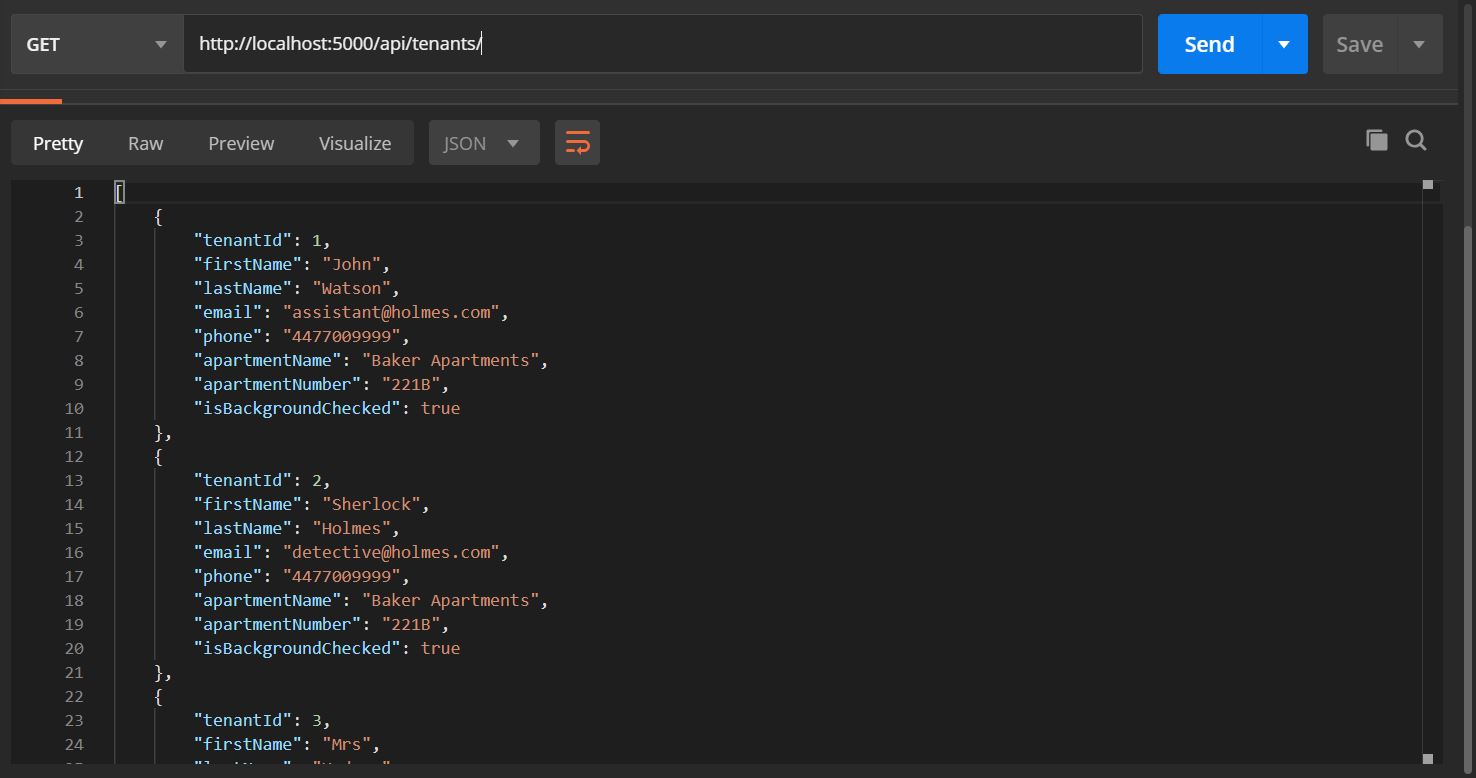 GET http://localhost:5000/api/tenants/ Send Save
Pretty Raw Preview Visualize JSON
1 [
2 {
3 "tenantId": 1,
4 "firstName": "John",
5 "lastName": "Watson",
6 "email": "assistant@holmes.com",
7 "phone": "4477009999",
8 "apartmentName": "Baker Apartments",
9 "apartmentNumber": "221B",
10 "isBackgroundChecked": true
11 },
12 {
13 "tenantId": 2,
14 "firstName": "Sherlock",
15 "lastName": "Holmes",
16 "email": "detective@holmes.com",
17 "phone": "4477009999",
18 "apartmentName": "Baker Apartments",
19 "apartmentNumber": "221B",
20 "isBackgroundChecked": true
21 },
22 {
23 "tenantId": 3,
24 "firstName": "Mrs",